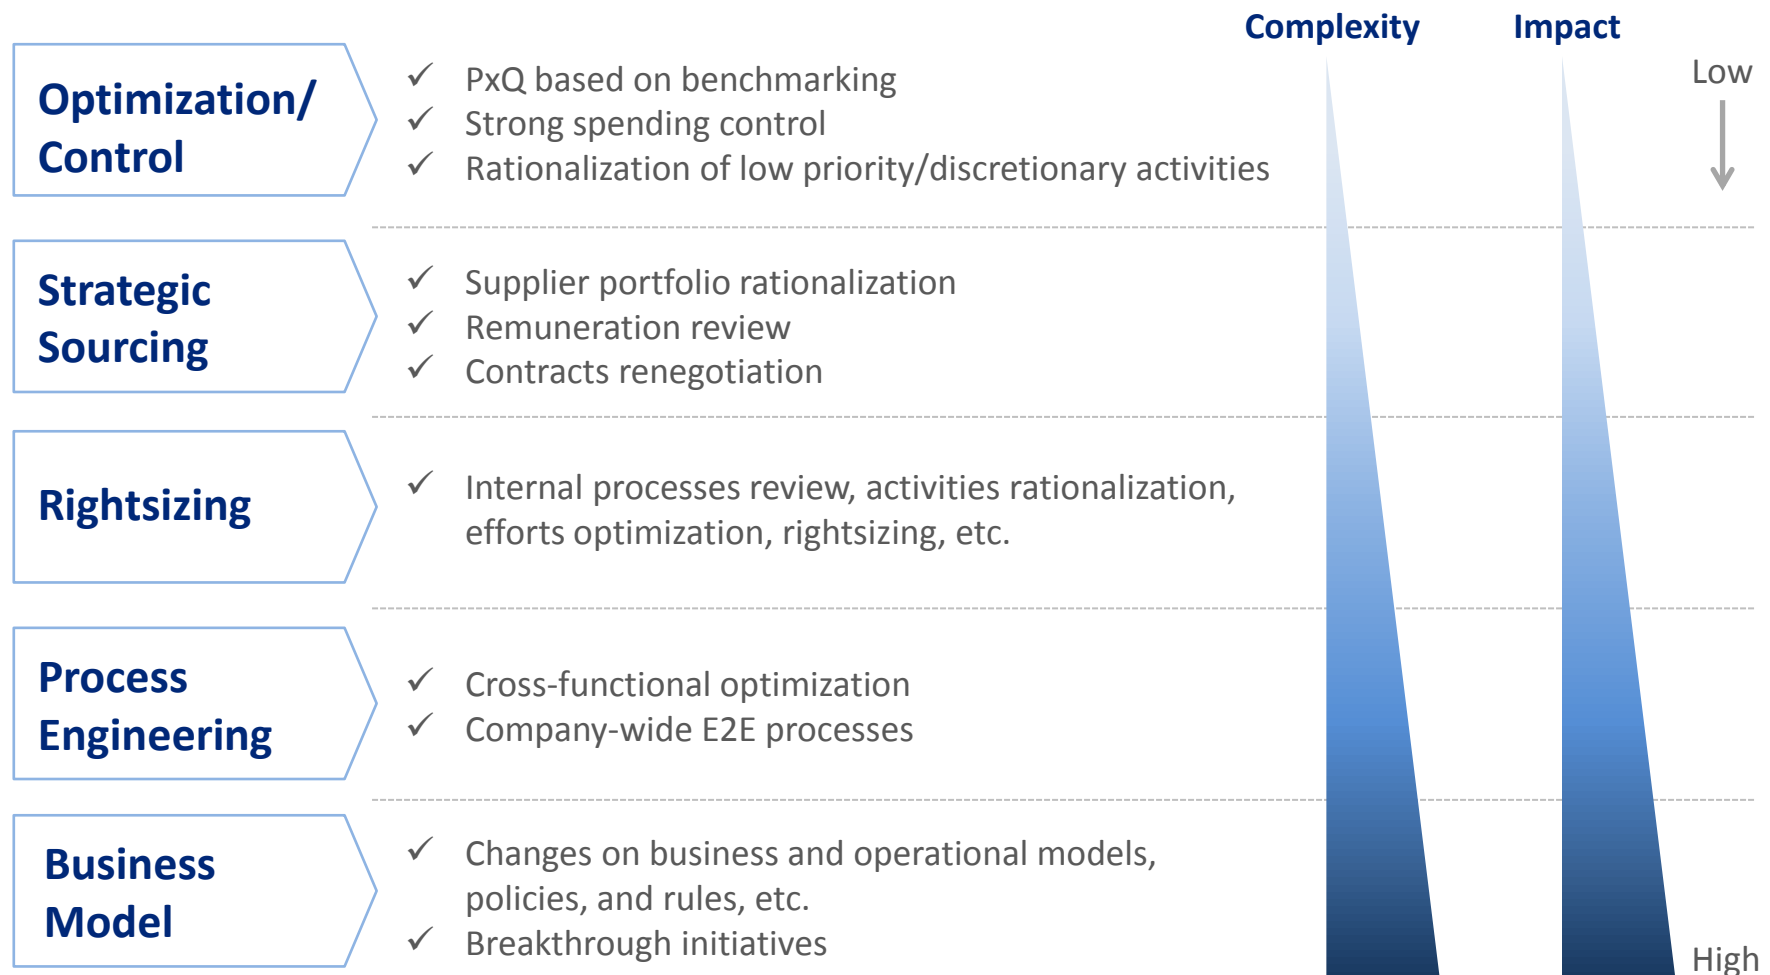 Complexity
Impact
Low
Optimization/
Control
✓ PxQ based on benchmarking
✓ Strong spending control
✓ Rationalization of low priority/discretionary activities
Strategic
Sourcing
✓ Supplier portfolio rationalization
✓ Remuneration review
✓ Contracts renegotiation
Rightsizing
✓ Internal processes review, activities rationalization,
efforts optimization, rightsizing, etc.
Process
Engineering
✓ Cross-functional optimization
✓ Company-wide E2E processes
Business
Model
✓ Changes on business and operational models,
policies, and rules, etc.
✓ Breakthrough initiatives
High